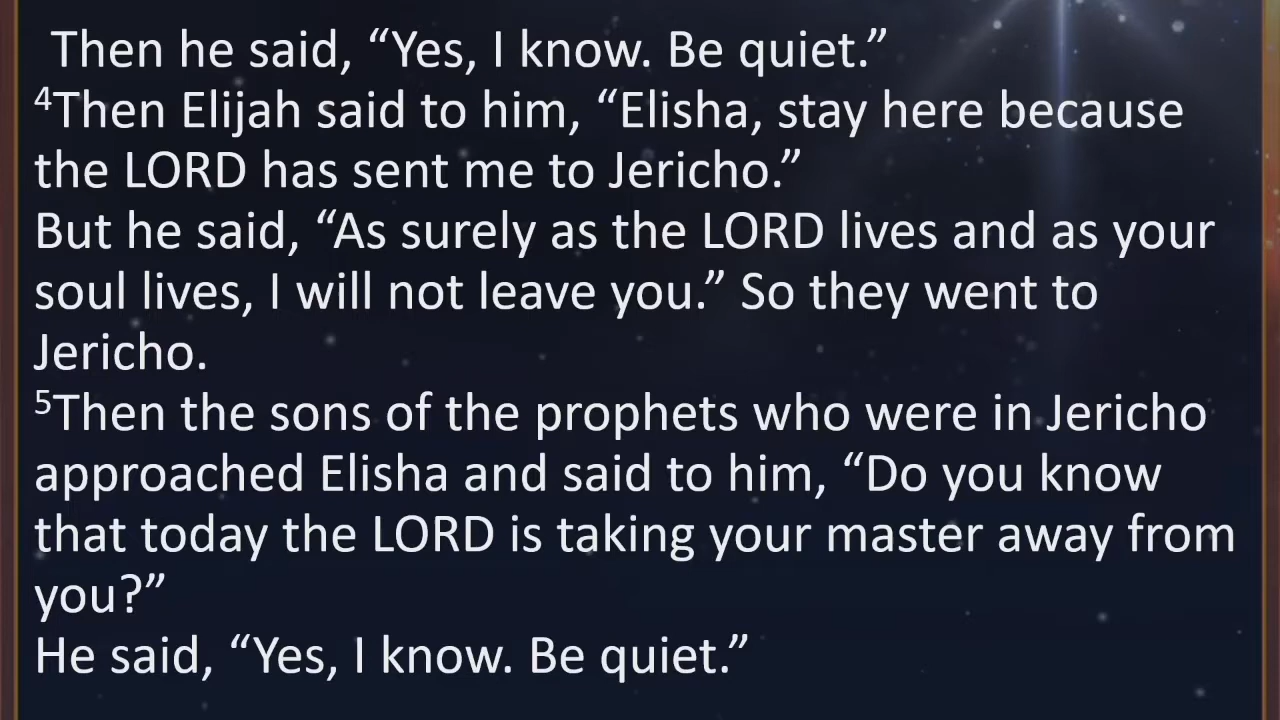 Then he said, “Yes, I know. Be quiet.”
⁴Then Elijah said to him, “Elisha, stay here because
the LORD has sent me to Jericho.”
But he said, “As surely as the LORD lives and as your
soul lives, I will not leave you.” So they went to
Jericho.
⁵Then the sons of the prophets who were in Jericho
approached Elisha and said to him, “Do you know
that today the LORD is taking your master away from
you?”
He said, “Yes, I know. Be quiet.”